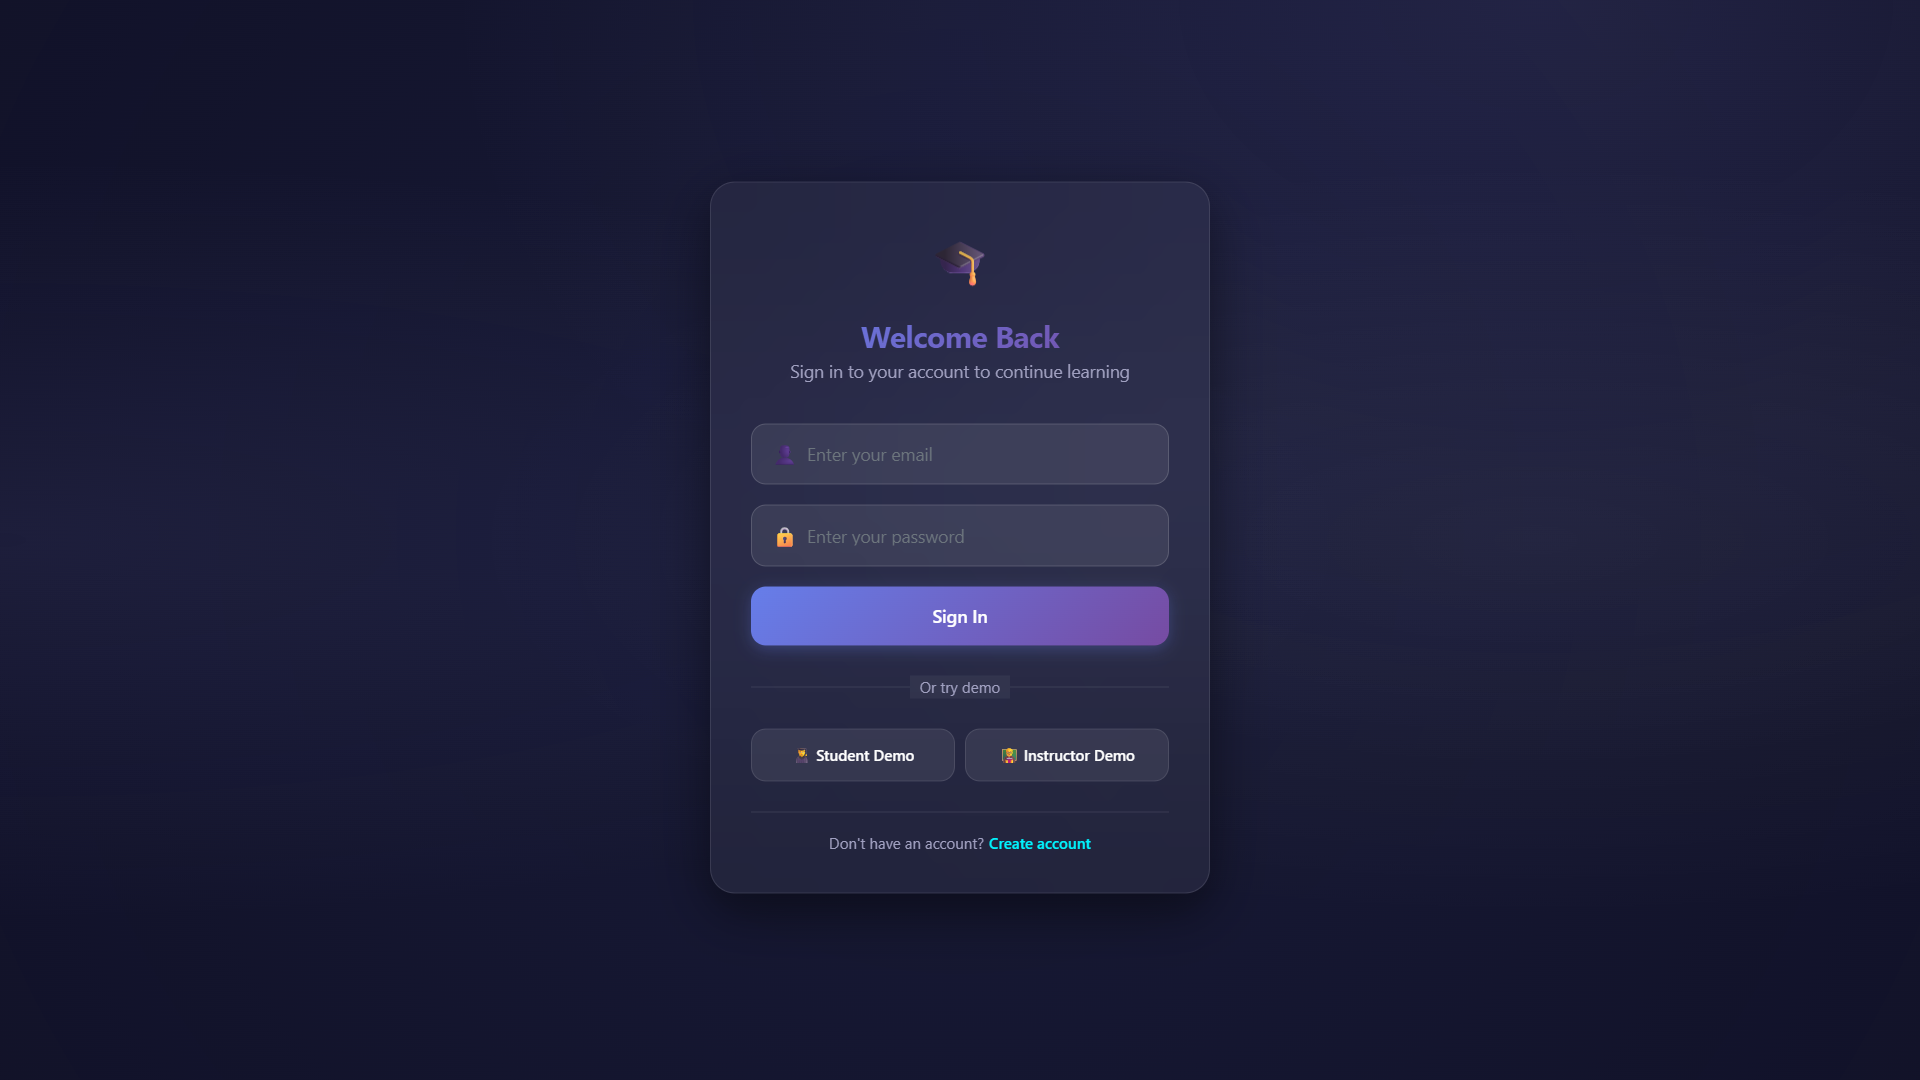 Welcome Back
Sign in to your account to continue learning
Enter your email
Enter your password
Sign In
Or try demo
Student Demo
Instructor Demo
Don't have an account? Create account